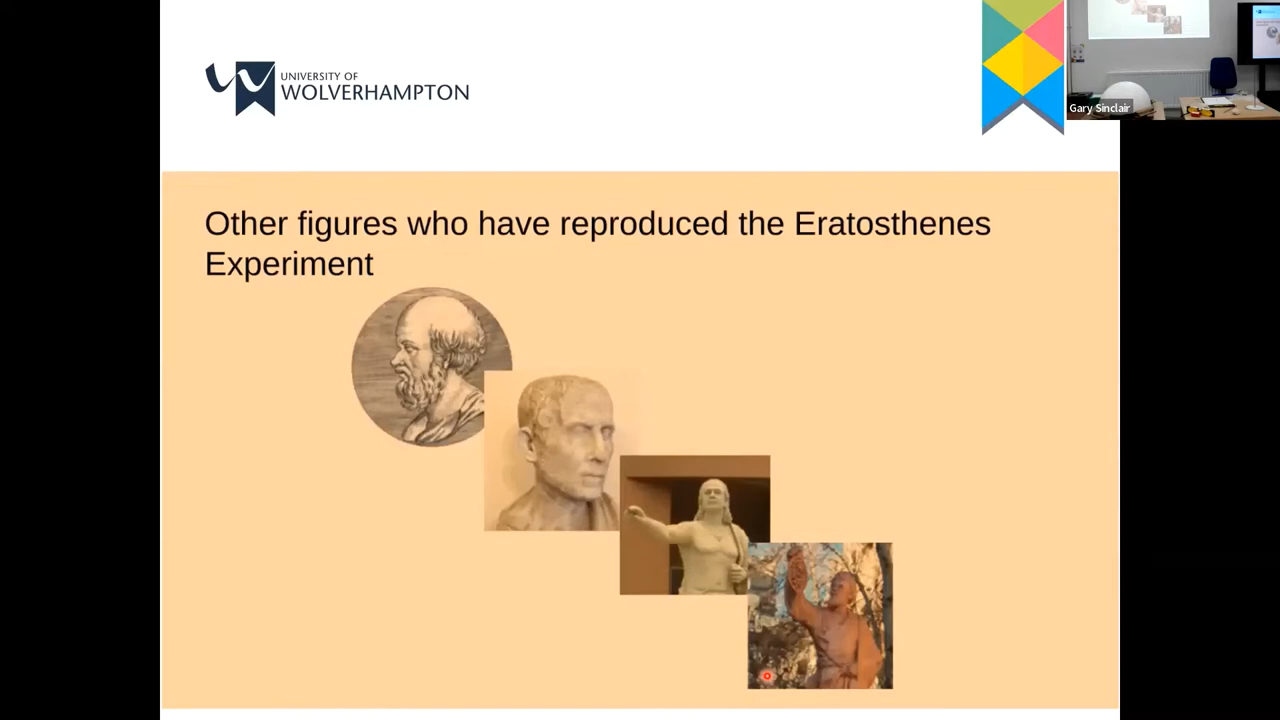 UNIVERSITY OF
WOLVERHAMPTON
Gary Sinclair
Other figures who have reproduced the Eratosthenes
Experiment